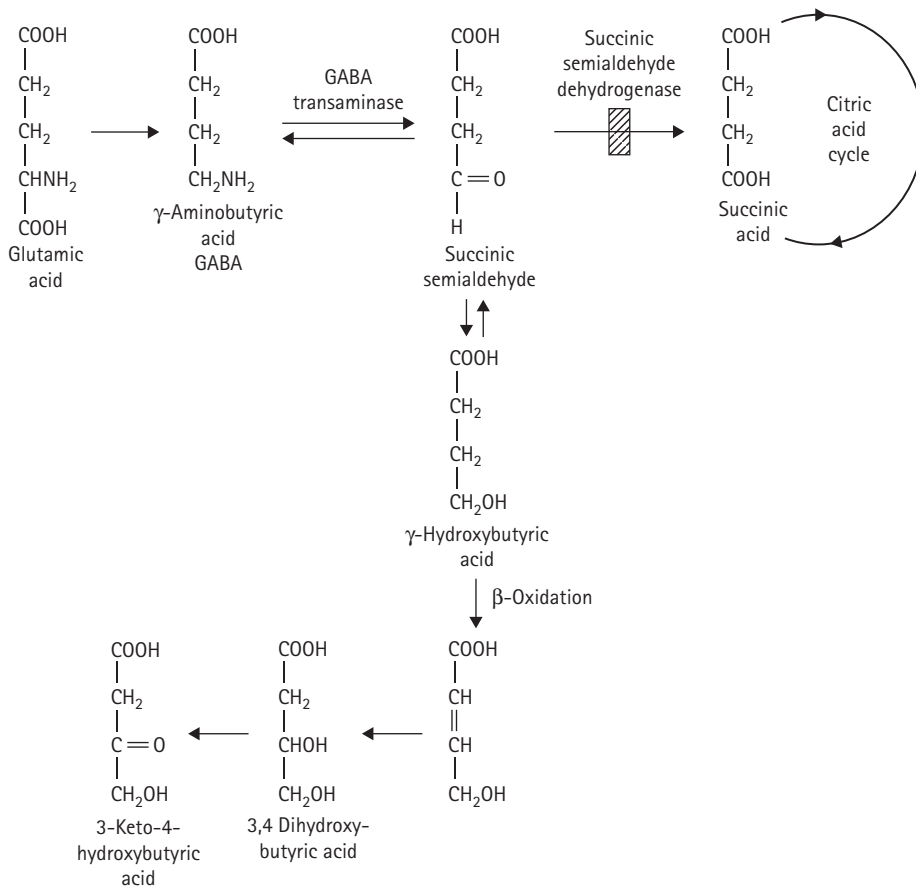 COOH
CH2
CH2
CHNH2
COOH
Glutamic
acid
COOH
CH2
CH2
CH2NH2
γ-Aminobutyric
acid
GABA
GABA
transaminase
COOH
CH2
CH2
C=O
H
Succinic
semialdehyde
Succinic
semialdehyde
dehydrogenase
COOH
CH2
CH2
COOH
Succinic
acid
Citric
acid
cycle
COOH
CH2
CH2
CH2OH
γ-Hydroxybutyric
acid
β-Oxidation
COOH
CH
CH
CH2OH
COOH
CH2
CHOH
CH2OH
3,4 Dihydroxy-
butyric acid
COOH
CH2
C=O
CH2OH
3-Keto-4-
hydroxybutyric
acid